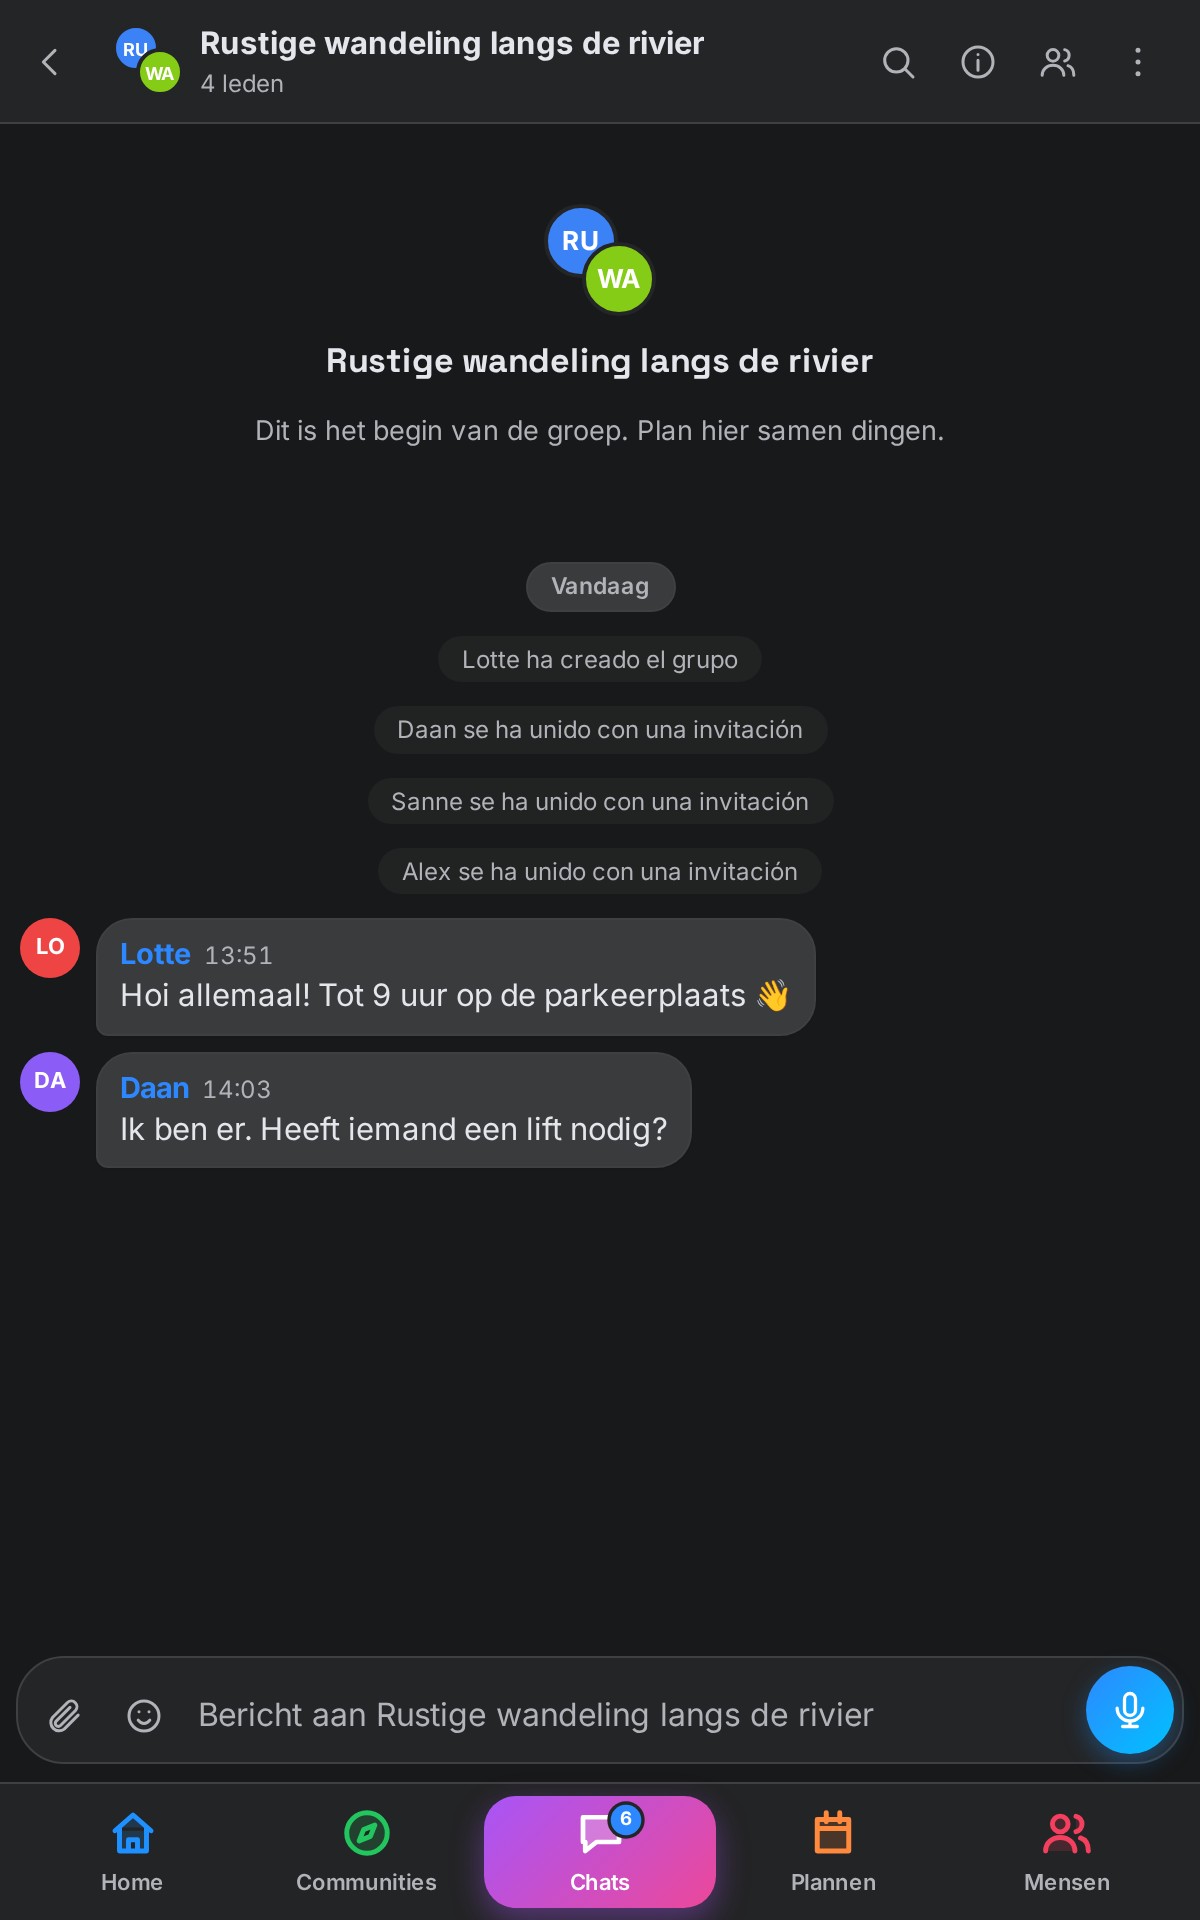 RU
WA
Rustige wandeling langs de rivier
4 leden
RU
WA
Rustige wandeling langs de rivier
Dit is het begin van de groep. Plan hier samen dingen.
Vandaag
Lotte ha creado el grupo
Daan se ha unido con una invitación
Sanne se ha unido con una invitación
Alex se ha unido con una invitación
LO
Lotte 13:51
Hoi allemaal! Tot 9 uur op de parkeerplaats 👋
DA
Daan 14:03
Ik ben er. Heeft iemand een lift nodig?
Bericht aan Rustige wandeling langs de rivier
6
Home Communities Chats Plannen Mensen